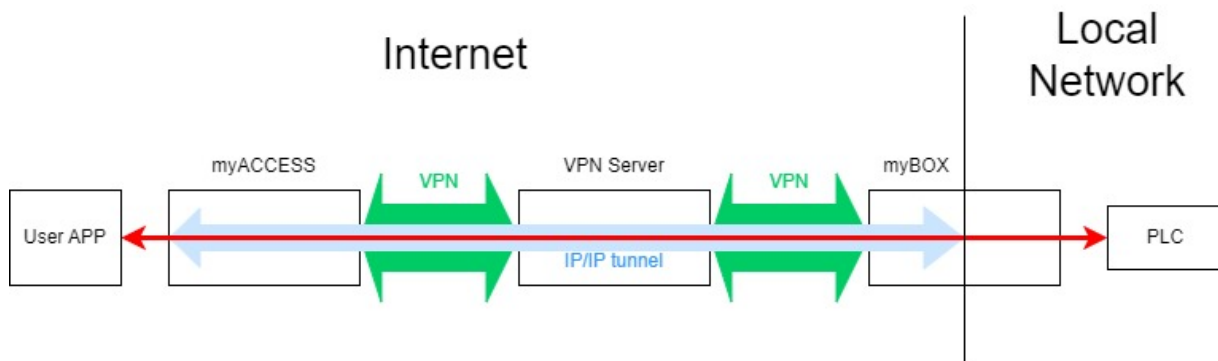 Internet
Local
Network
myACCESS
VPN
VPN Server
VPN
myBOX
User APP
IP/IP tunnel
PLC